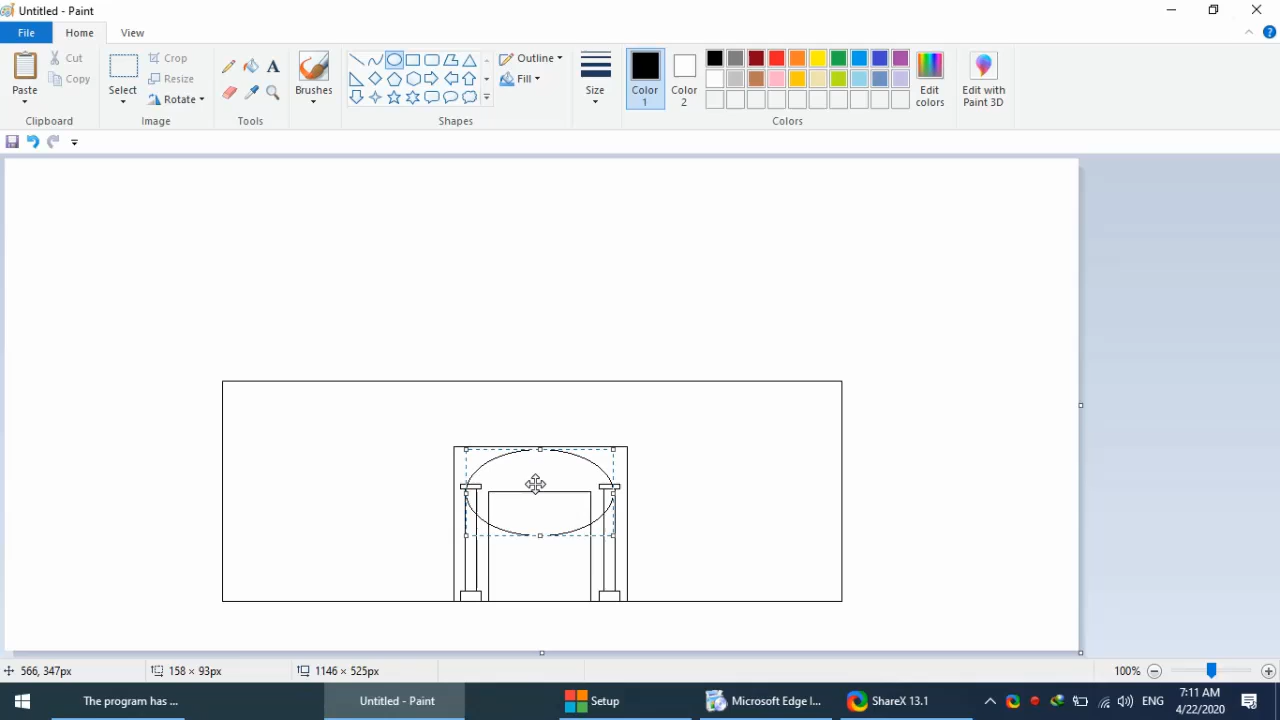 Untitled - Paint
File Home View
Paste
Cut
Copy
Clipboard
Select
Crop
Resize
Rotate
Image
Tools
Brushes
Outline
Fill
Shapes
Size
Color 1
Color 2
Edit colors
Colors
Edit with Paint 3D
566, 347px 158 × 93px 1146 × 525px 100%
The program has ... Untitled - Paint Setup Microsoft Edge I... ShareX 13.1 ENG 7:11 AM
4/22/2020